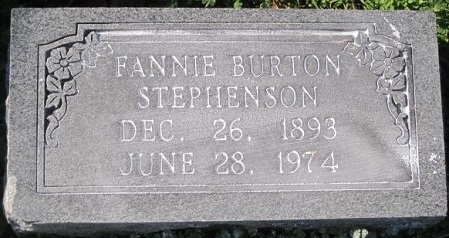 FANNIE BURTON
STEPHENSON
DEC. 26, 1893
JUNE 28, 1974